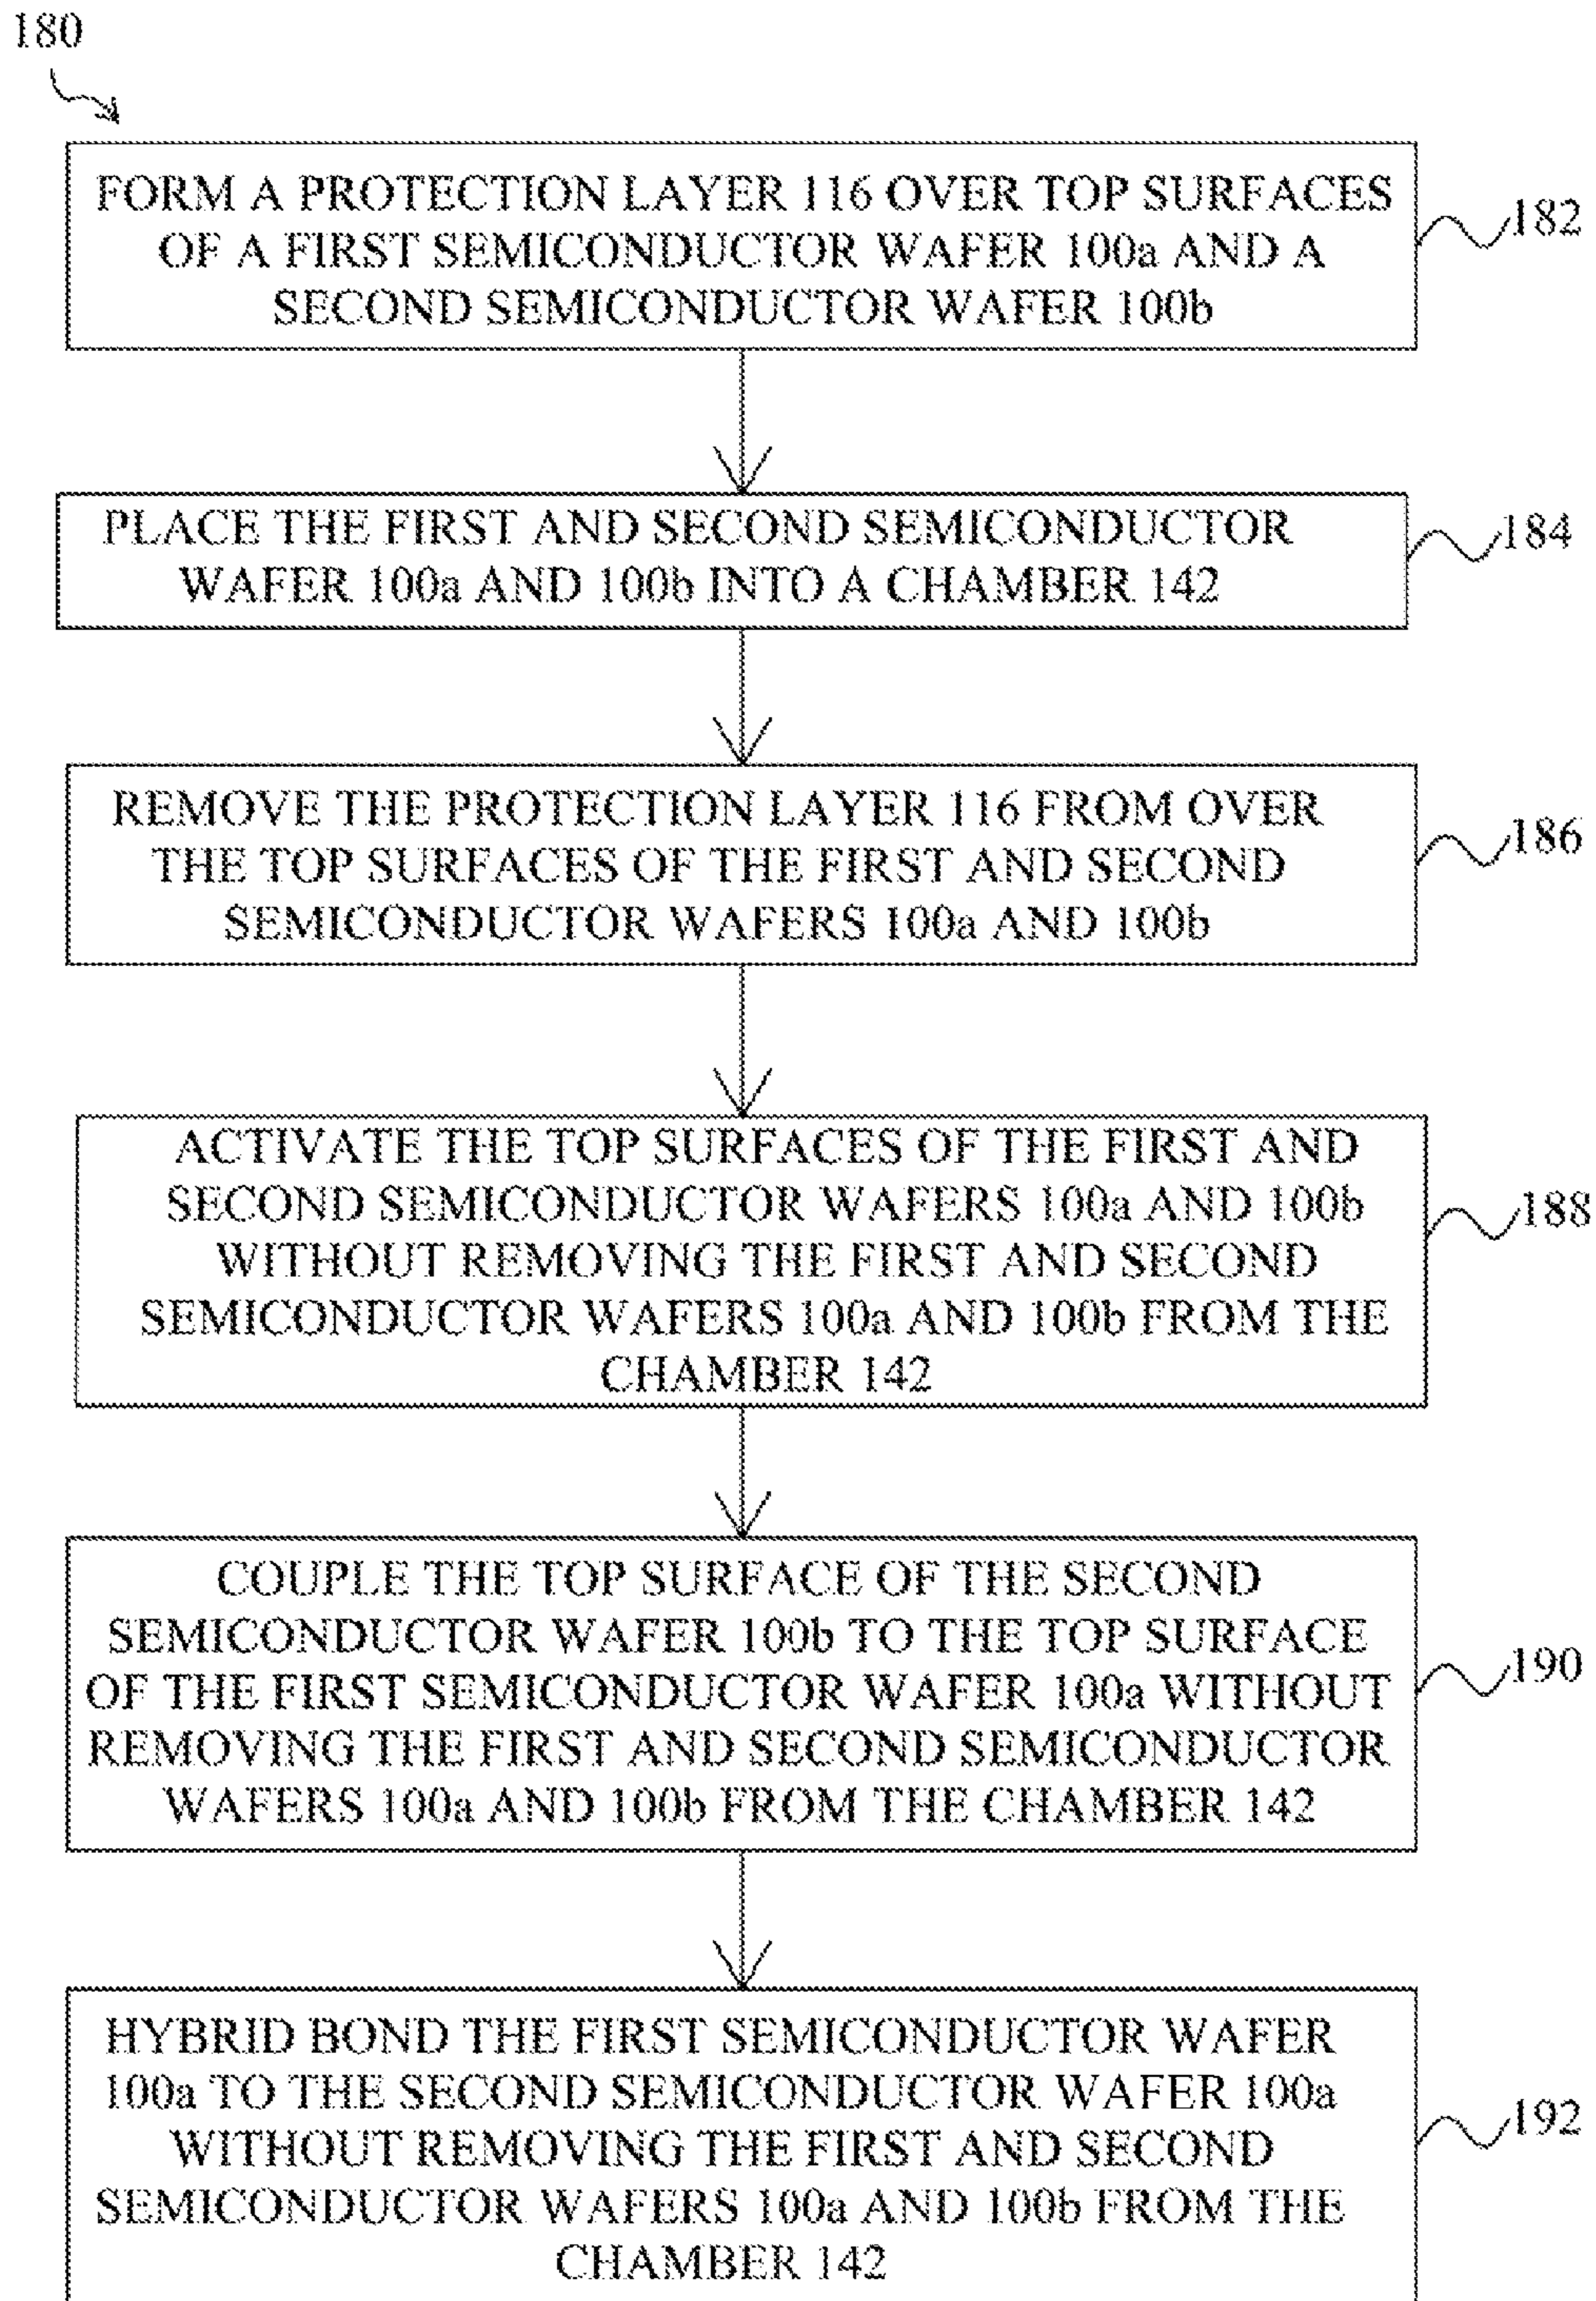 180
FORM A PROTECTION LAYER 116 OVER TOP SURFACES
OF A FIRST SEMICONDUCTOR WAFER 100a AND A
SECOND SEMICONDUCTOR WAFER 100b
182
PLACE THE FIRST AND SECOND SEMICONDUCTOR
WAFER 100a AND 100b INTO A CHAMBER 142
184
REMOVE THE PROTECTION LAYER 116 FROM OVER
THE TOP SURFACES OF THE FIRST AND SECOND
SEMICONDUCTOR WAFERS 100a AND 100b
186
ACTIVATE THE TOP SURFACES OF THE FIRST AND
SECOND SEMICONDUCTOR WAFERS 100a AND 100b
WITHOUT REMOVING THE FIRST AND SECOND
SEMICONDUCTOR WAFERS 100a AND 100b FROM THE
CHAMBER 142
188
COUPLE THE TOP SURFACE OF THE SECOND
SEMICONDUCTOR WAFER 100b TO THE TOP SURFACE
OF THE FIRST SEMICONDUCTOR WAFER 100a WITHOUT
REMOVING THE FIRST AND SECOND SEMICONDUCTOR
WAFERS 100a AND 100b FROM THE CHAMBER 142
190
HYBRID BOND THE FIRST SEMICONDUCTOR WAFER
100a TO THE SECOND SEMICONDUCTOR WAFER 100a
WITHOUT REMOVING THE FIRST AND SECOND
SEMICONDUCTOR WAFERS 100a AND 100b FROM THE
CHAMBER 142
192